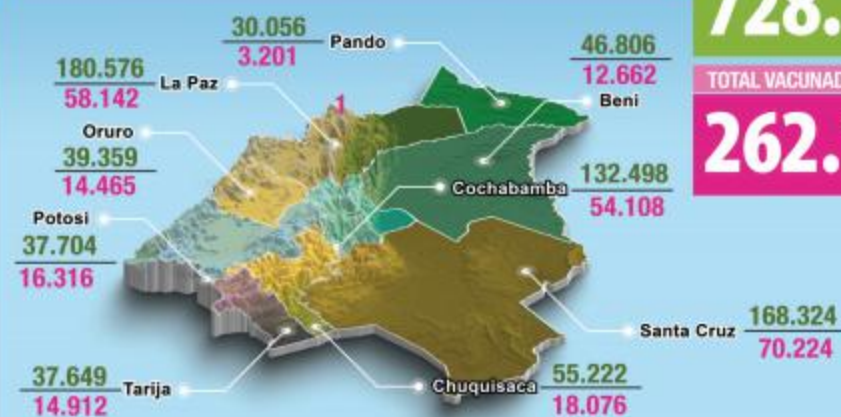 728.
TOTAL VACUNAD
262.
30.056
3.201
Pando
46.806
12.662
Beni
180.576
58.142
La Paz
1
Oruro
39.359
14.465
Cochabamba
132.498
54.108
Potosi
37.704
16.316
Santa Cruz
168.324
70.224
37.649
14.912
Tarija
Chuquisaca
55.222
18.076